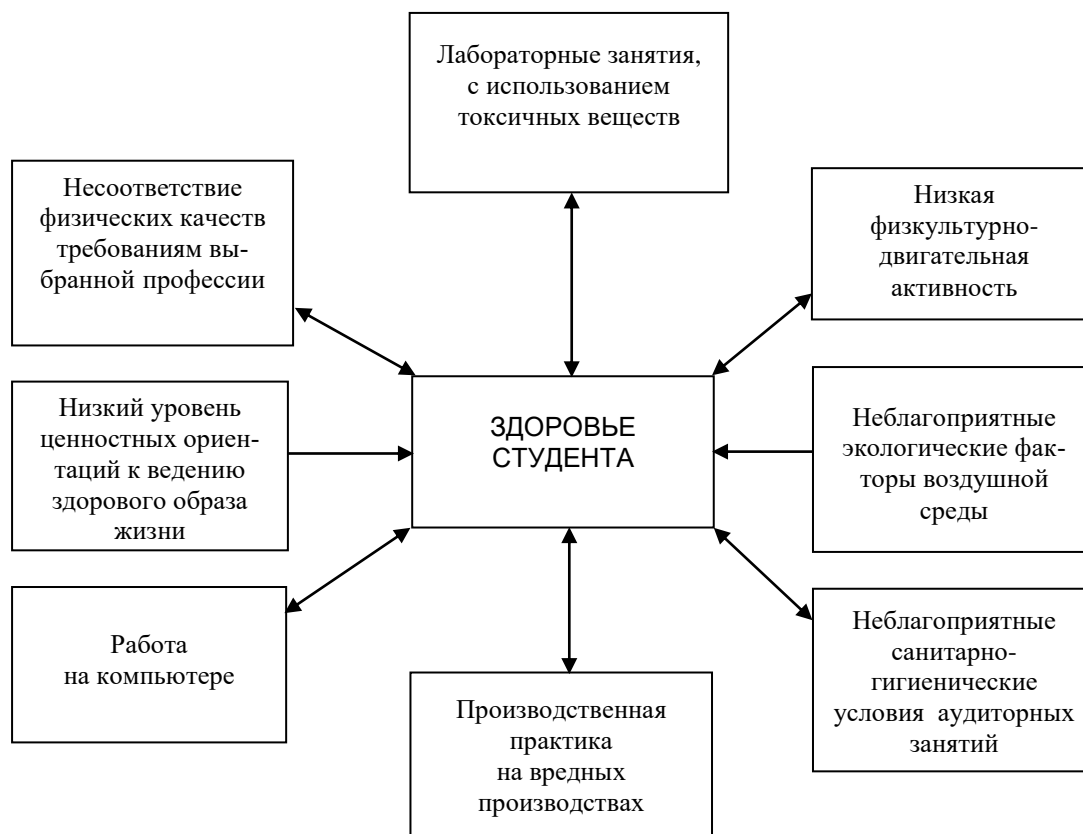 Лабораторные занятия,
с использованием
токсичных веществ
Несоответствие
физических качеств
требованиям вы-
бранной профессии
Низкая
физкультурно-
двигательная
активность
Низкий уровень
ценностных ориен-
таций к ведению
здорового образа
жизни
ЗДОРОВЬЕ
СТУДЕНТА
Неблагоприятные
экологические фак-
торы воздушной
среды
Работа
на компьютере
Производственная
практика
на вредных
производствах
Неблагоприятные
санитарно-
гигиенические
условия аудиторных
занятий